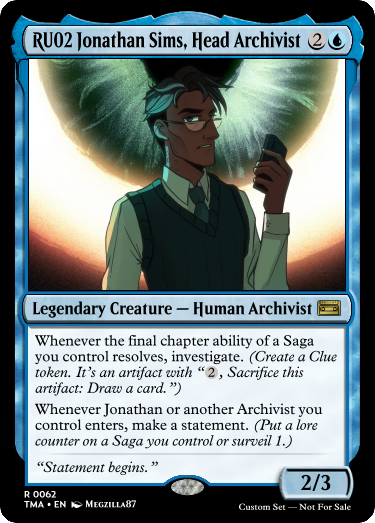 RU02 Jonathan Sims, Head Archivist 2
Legendary Creature — Human Archivist
Whenever the final chapter ability of a Saga
you control resolves, investigate. (Create a Clue
token. It's an artifact with “2, Sacrifice this
artifact: Draw a card.”)
Whenever Jonathan or another Archivist you
control enters, make a statement. (Put a lore
counter on a Saga you control or surveil 1.)
“Statement begins.”
2/3
R 0062
TMA • EN Megzilla87
Custom Set — Not For Sale